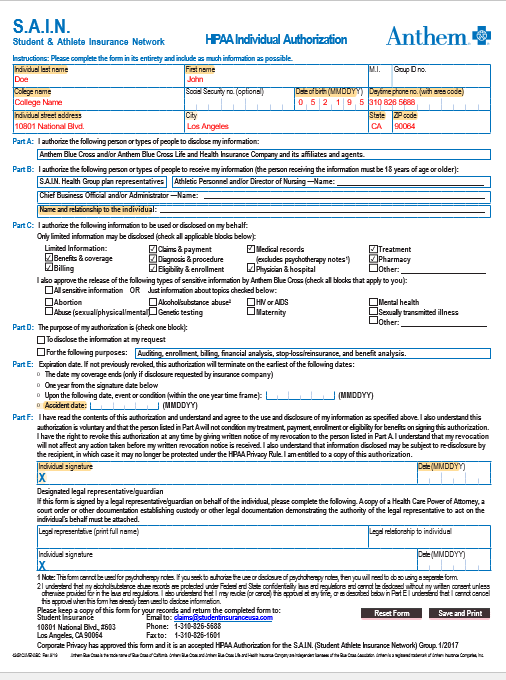 S.A.I.N.
Student & Athlete Insurance Network
HIPAA Individual Authorization
Anthem
Instructions: Please complete the form in its entirety and include as much information as possible.
Individual last name First name M.I. Group ID no.
Doe John
College name Social Security no. (optional) Date of birth (MMDDYY) Daytime phone no. (with area code)
College Name 0 5 2 1 9 5 310 826 5688
Individual street address City State ZIP code
10801 National Blvd. Los Angeles CA 90064
Part A: I authorize the following person or types of people to disclose my information:
Anthem Blue Cross and/or Anthem Blue Cross Life and Health Insurance Company and its affiliates and agents.
Part B: I authorize the following person or types of people to receive my information (the person receiving the information must be 18 years of age or older):
S.A.I.N. Health Group plan representatives Athletic Personnel and/or Director of Nursing —Name:
Chief Business Official and/or Administrator —Name:
Name and relationship to the individual:
Part C: I authorize the following information to be used or disclosed on my behalf:
Only limited information may be disclosed (check all applicable blocks below):
Limited Information: Claims & payment Medical records Treatment
Benefits & coverage Diagnosis & procedure (excludes psychotherapy notes¹) Pharmacy
Billing Eligibility & enrollment Physician & hospital Other:
I also approve the release of the following types of sensitive information by Anthem Blue Cross (check all blocks that apply to you):
All sensitive information OR Just information about topics checked below:
Abortion Alcohol/substance abuse² HIV or AIDS Mental health
Abuse (sexual/physical/mental) Genetic testing Maternity Sexually transmitted illness
Other:
Part D: The purpose of my authorization is (check one block):
To disclose the information at my request
For the following purposes: Auditing, enrollment, billing, financial analysis, stop-loss/reinsurance, and benefit analysis.
Part E: Expiration date. If not previously revoked, this authorization will terminate on the earliest of the following dates:
The date my coverage ends (only if disclosure requested by insurance company)
One year from the signature date below
Upon the following date, event or condition (within the one year time frame): (MMDDYY)
Accident date: (MMDDYY)
Part F: I have read the contents of this authorization and understand and agree to the use and disclosure of my information as specified above. I also understand this
authorization is voluntary and that the person listed in Part A will not condition my treatment, payment, enrollment or eligibility for benefits on signing this authorization.
I have the right to revoke this authorization at any time by giving written notice of my revocation to the person listed in Part A. I understand that my revocation
will not affect any action taken before my written revocation notice is received. I also understand that information disclosed may be subject to re-disclosure by
the recipient, in which case it may no longer be protected under the HIPAA Privacy Rule. I am entitled to a copy of this authorization.
Individual signature Date (MMDDYY)
X
Designated legal representative/guardian
If this form is signed by a legal representative/guardian on behalf of the individual, please complete the following. A copy of a Health Care Power of Attorney, a
court order or other documentation establishing custody or other legal documentation demonstrating the authority of the legal representative to act on the
individual's behalf must be attached.
Legal representative (print full name) Legal relationship to individual
Individual signature Date (MMDDYY)
X
1 Note: This form cannot be used for psychotherapy notes. If you seek to authorize the use or disclosure of psychotherapy notes, then you will need to do so using a separate form.
2 I understand that my alcohol/substance abuse records are protected under Federal and State confidentiality laws and regulations and cannot be disclosed without my written consent unless
otherwise provided for in the laws and regulations. I also understand that I may revoke (or cancel) this approval at any time, or as described below in Part E. I understand that I cannot cancel
this approval when this form has already been used to disclose information.
Please keep a copy of this form for your records and return the completed form to:
Student Insurance Email to: claims@studentinsuranceusa.com
10801 National Blvd., #603 Phone: 1-310-826-5688
Los Angeles, CA 90064 Fax to: 1-310-826-1601
Reset Form Save and Print
Corporate Privacy has approved this form and it is an accepted HIPAA Authorization for the S.A.I.N. (Student Athlete Insurance Network) Group. 1/2017
Anthem Blue Cross is the trade name of Blue Cross of California. Anthem Blue Cross and Anthem Blue Cross Life and Health Insurance Company are independent licensees of the Blue Cross Association. Anthem is a registered trademark of Anthem Insurance Companies, Inc.